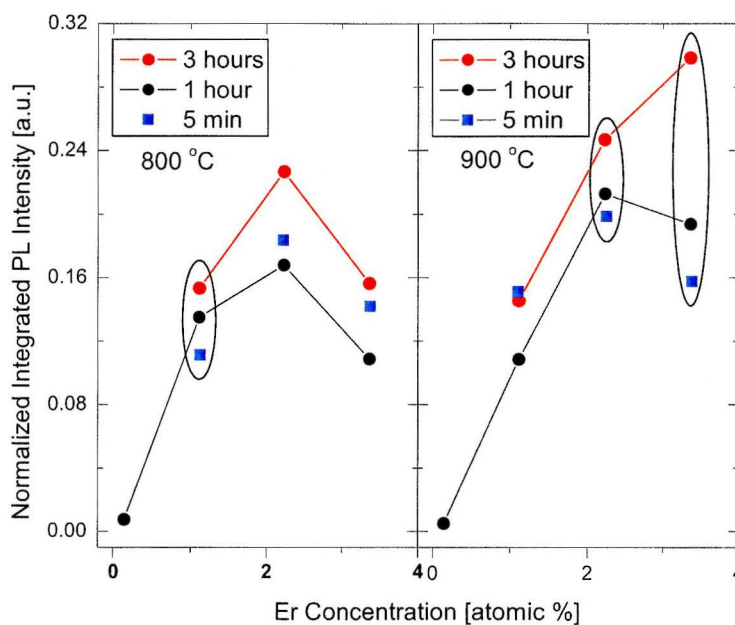 Normalized Integrated PL Intensity [a.u.]
0.32
0.24
0.16
0.08
0.00
3 hours
1 hour
5 min
800 °C
3 hours
1 hour
5 min
900 °C
0
2
4
0
2
4
Er Concentration [atomic %]